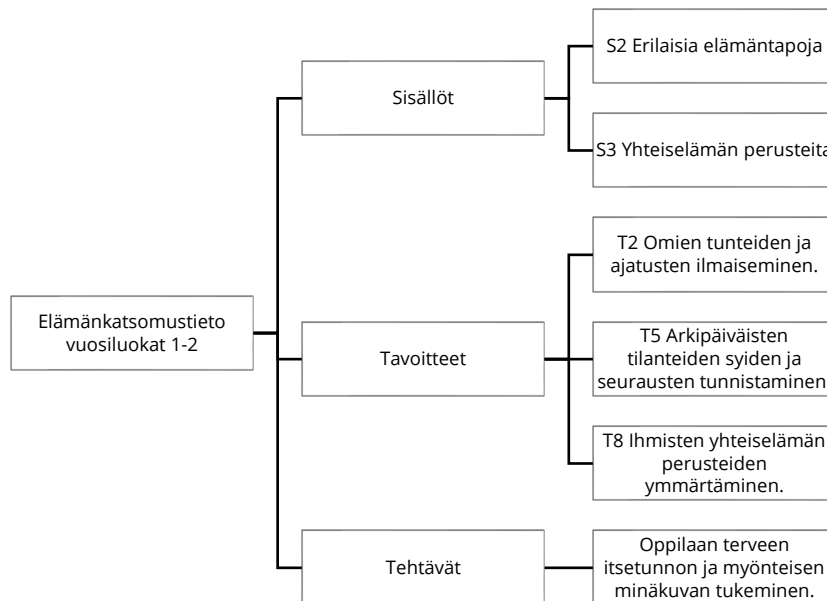 Elämänkatsomustieto
vuosiluokat 1-2
Sisällöt
S2 Erilaisia elämäntapoja
S3 Yhteiselämän perusteita
Tavoitteet
T2 Omien tunteiden ja
ajatusten ilmaiseminen.
T5 Arkipäiväisten
tilanteiden syiden ja
seurausten tunnistaminen
T8 Ihmisten yhteiselämän
perusteiden
ymmärtäminen.
Tehtävät
Oppilaan terveen
itsetunnon ja myönteisen
minäkuvan tukeminen.